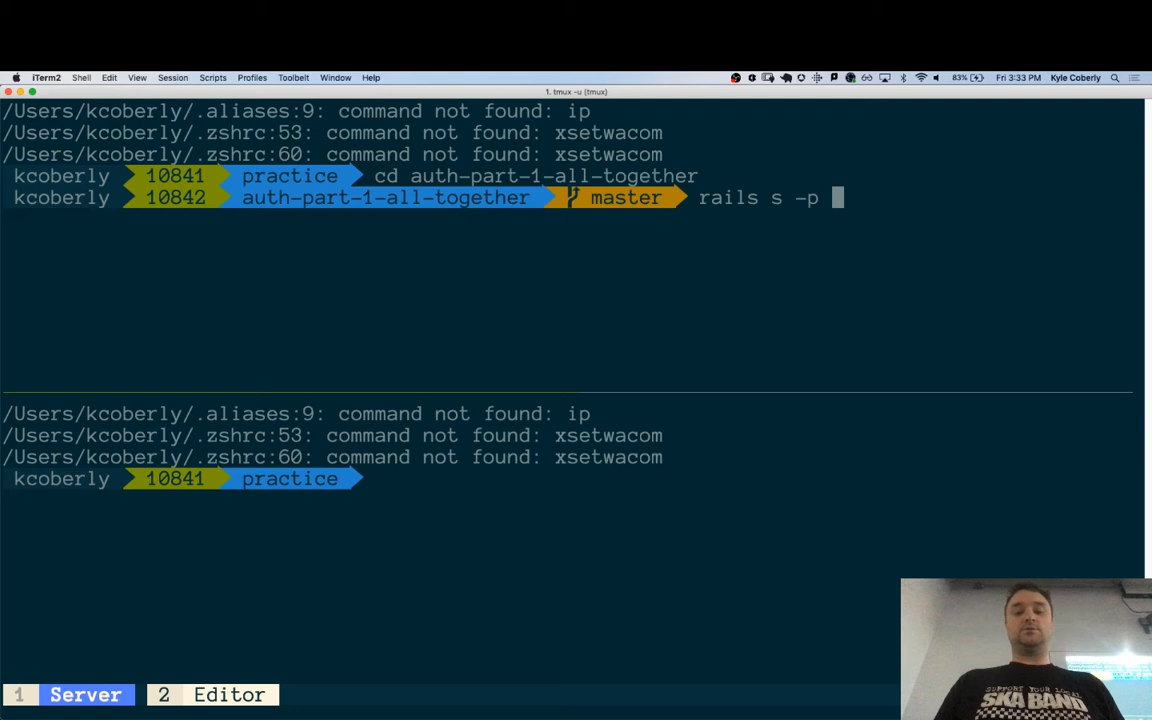 iTerm2 Shell Edit View Session Scripts Profiles Toolbelt Window Help 83% Fri 3:33 PM Kyle Coberly
1. tmux -u (tmux)
/Users/kcoberly/.aliases:9: command not found: ip
/Users/kcoberly/.zshrc:53: command not found: xsetwacom
/Users/kcoberly/.zshrc:60: command not found: xsetwacom
kcoberly 10841 practice cd auth-part-1-all-together
kcoberly 10842 auth-part-1-all-together master rails s -p
/Users/kcoberly/.aliases:9: command not found: ip
/Users/kcoberly/.zshrc:53: command not found: xsetwacom
/Users/kcoberly/.zshrc:60: command not found: xsetwacom
kcoberly 10841 practice
SUPPORT YOUR LOCAL
SKA BAND
1 Server 2 Editor